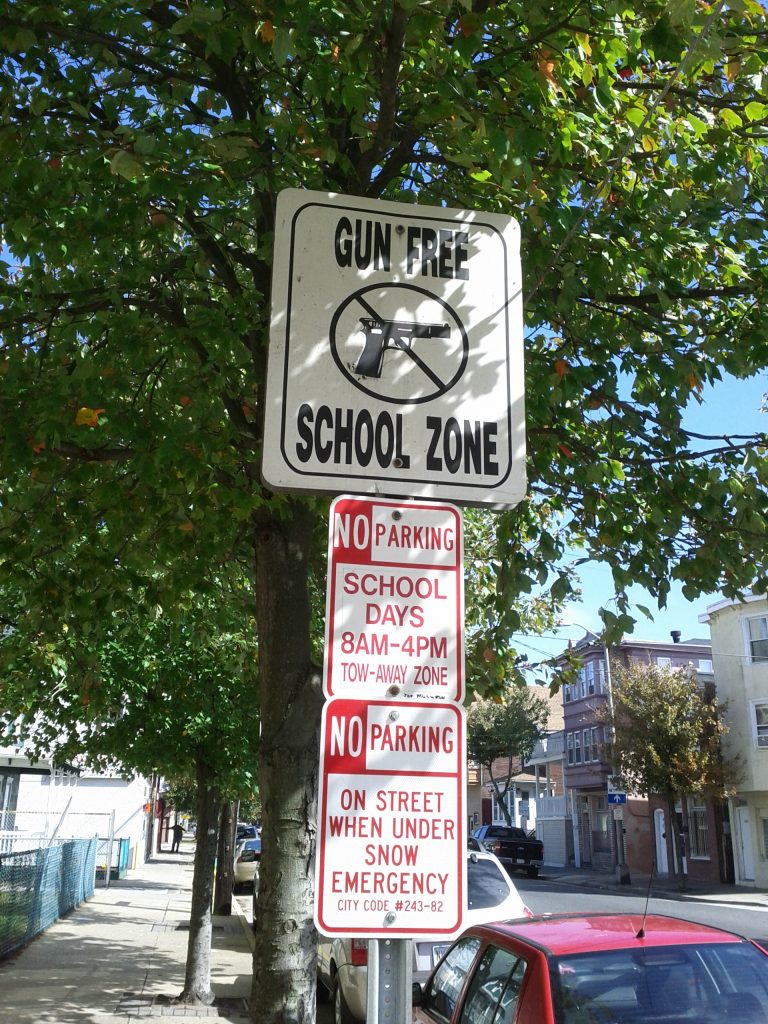 GUN FREE
SCHOOL ZONE
NO PARKING
SCHOOL
DAYS
8AM-4PM
TOW-AWAY ZONE
NO PARKING
ON STREET
WHEN UNDER
SNOW
EMERGENCY
CITY CODE #243-82